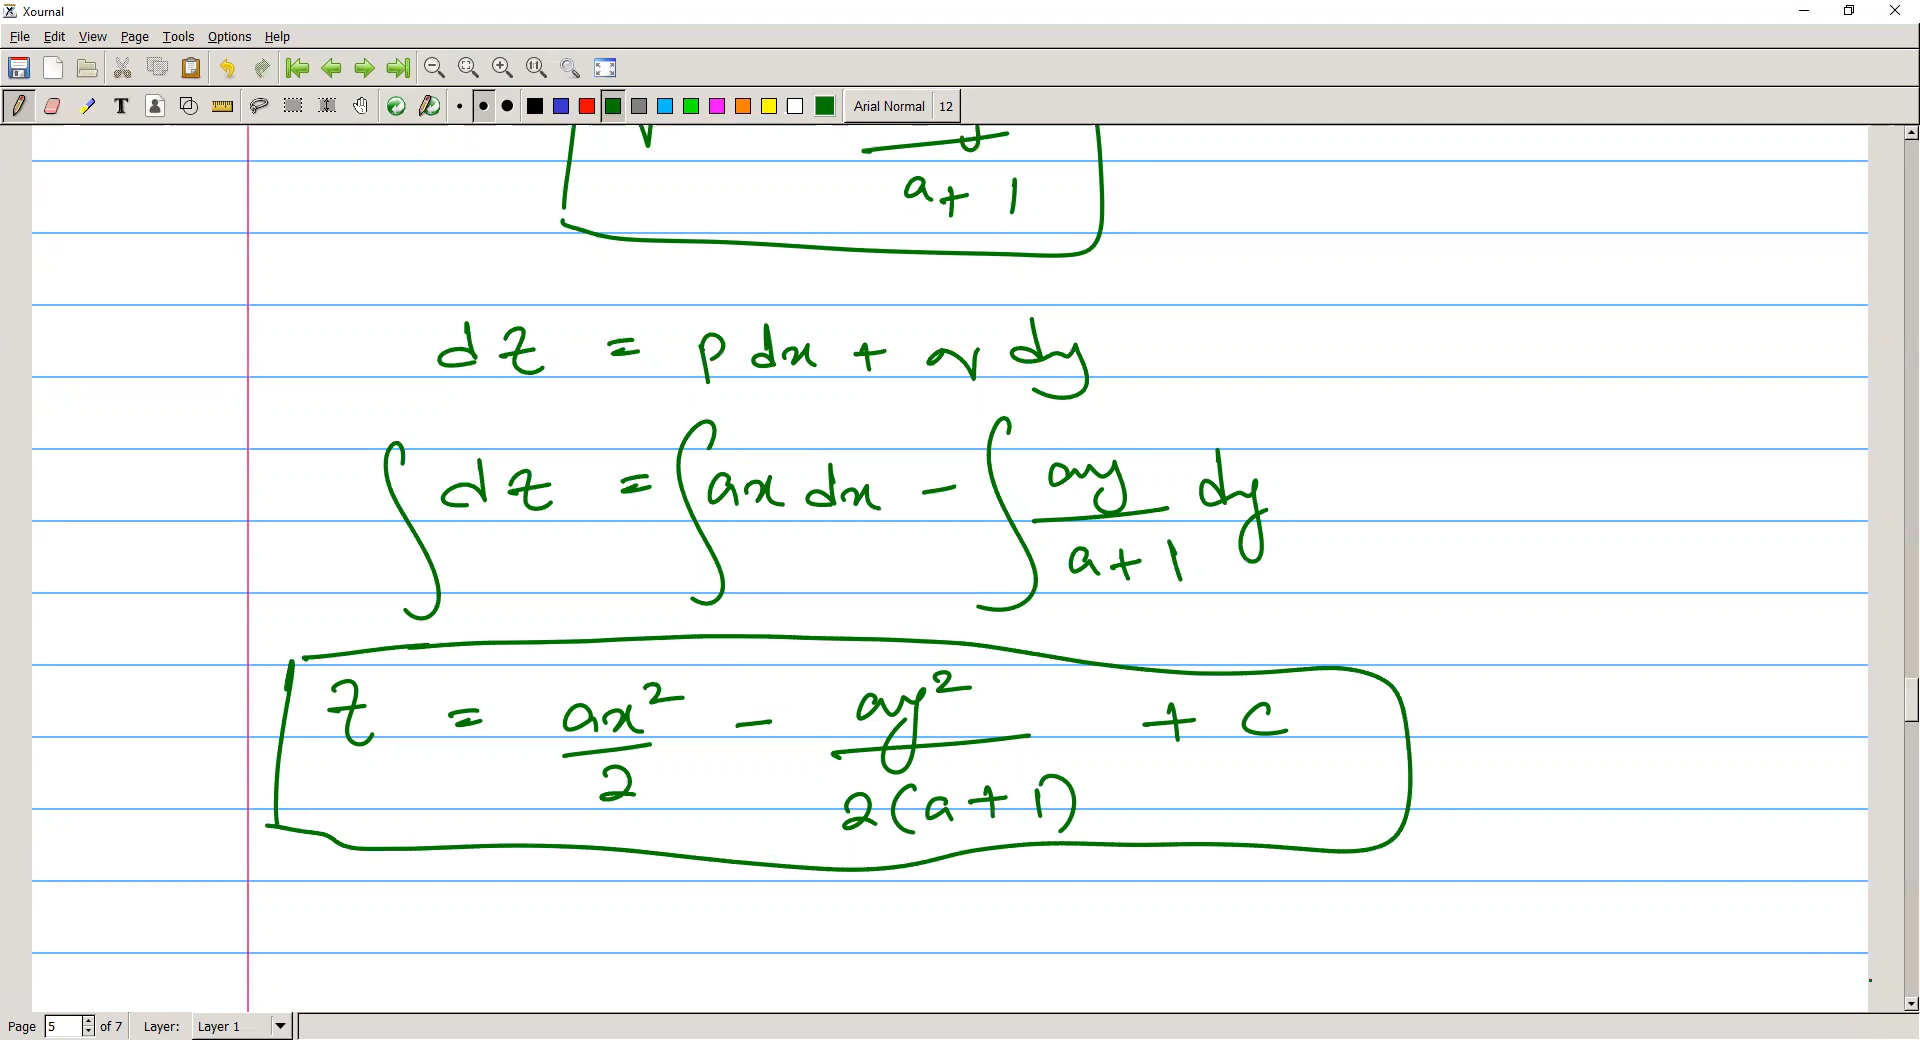 Xournal
File Edit View Page Tools Options Help
Arial Normal 12
a + 1
dz = p dx + q dy
∫ dz = ∫ ax dx - ∫ ay/(a+1) dy
z = ax²/2 - ay²/2(a+1) + c
Page 5 of 7 Layer: Layer 1